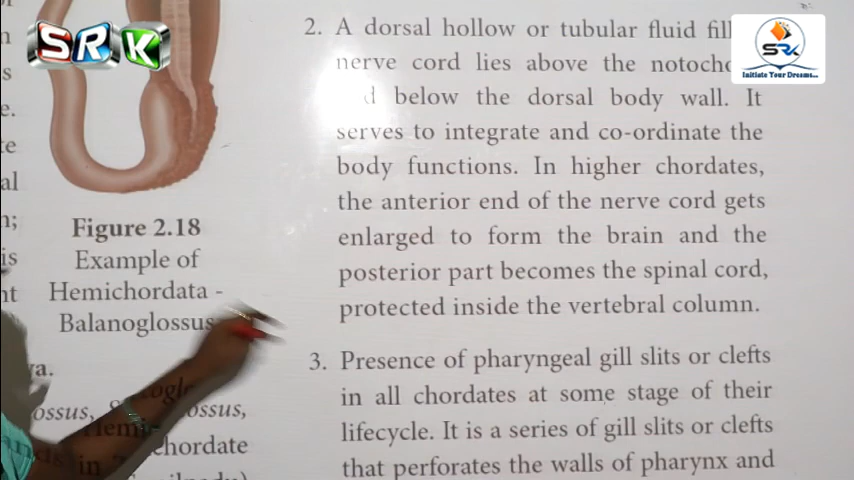 SRK
SRK
Initiate Your Dreams...
Figure 2.18
Example of
Hemichordata -
Balanoglossus
ossus,
ossus,
chordate
in
2. A dorsal hollow or tubular fluid
nerve cord lies above the
below the dorsal body wall. It
serves to integrate and co-ordinate the
body functions. In higher chordates,
the anterior end of the nerve cord gets
enlarged to form the brain and the
posterior part becomes the spinal cord,
protected inside the vertebral column.
3. Presence of pharyngeal gill slits or clefts
in all chordates at some stage of their
lifecycle. It is a series of gill slits or clefts
that perforates the walls of pharynx and